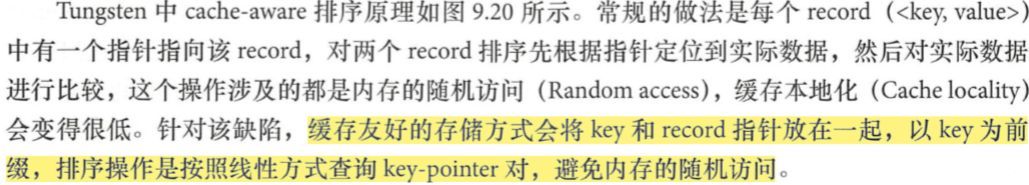 Tungsten 中 cache-aware 排序原理如图 9.20 所示。常规的做法是每个 record（<key, value>）
中有一个指针指向该 record，对两个 record 排序先根据指针定位到实际数据，然后对实际数据
进行比较，这个操作涉及的都是内存的随机访问（Random access），缓存本地化（Cache locality）
会变得很低。针对该缺陷，缓存友好的存储方式会将 key 和 record 指针放在一起，以 key 为前
缀，排序操作是按照线性方式查询 key-pointer 对，避免内存的随机访问。